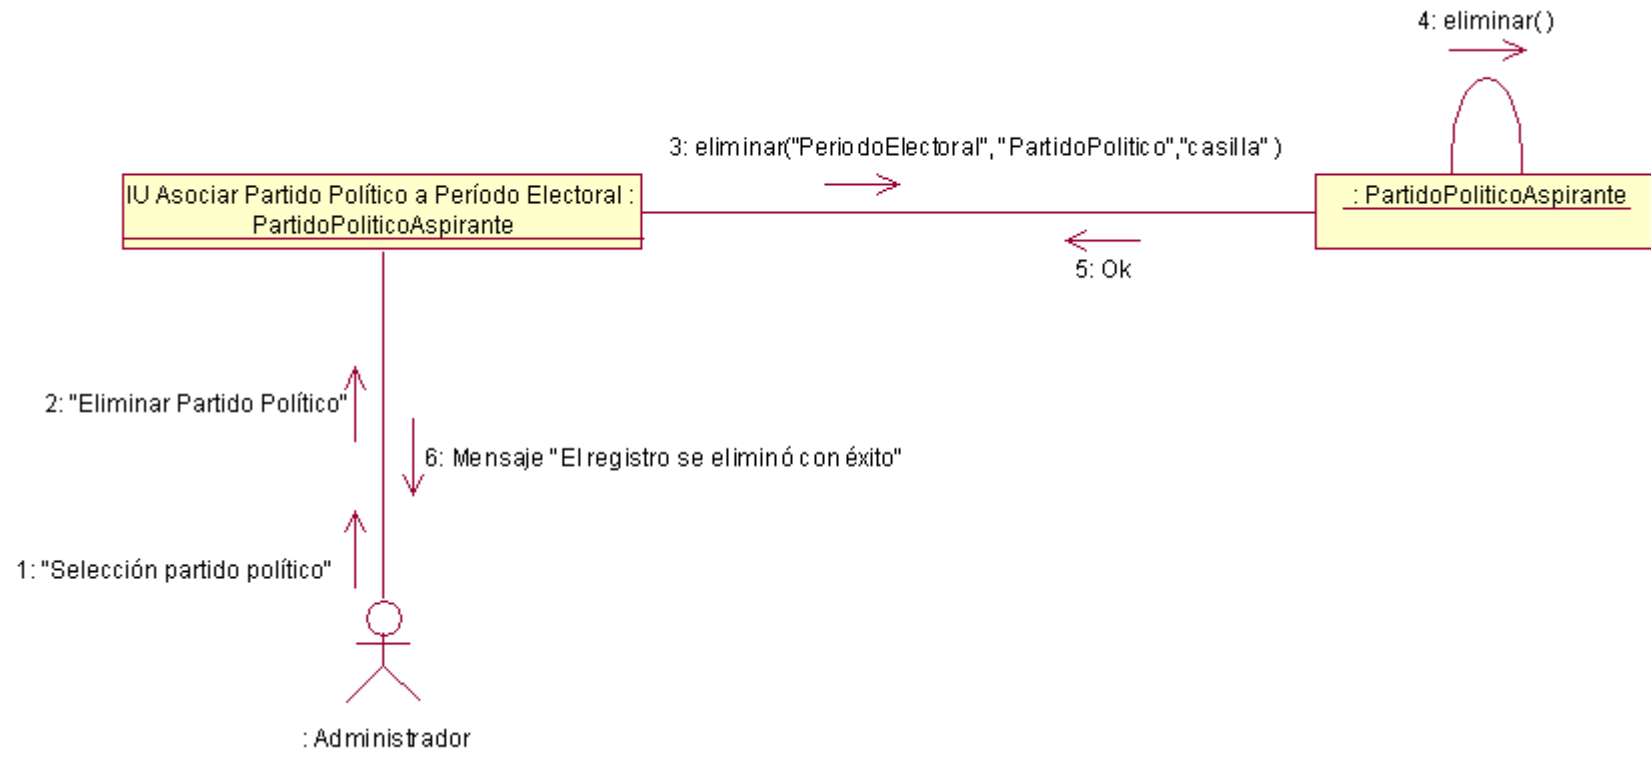 4: eliminar( )
3: eliminar("PeriodoElectoral", "PartidoPolitico","casilla" )
IU Asociar Partido Político a Período Electoral :
PartidoPoliticoAspirante
: PartidoPoliticoAspirante
5: Ok
2: "Eliminar Partido Político"
6: Mensaje "El registro se eliminó con éxito"
1: "Selección partido político"
: Administrador